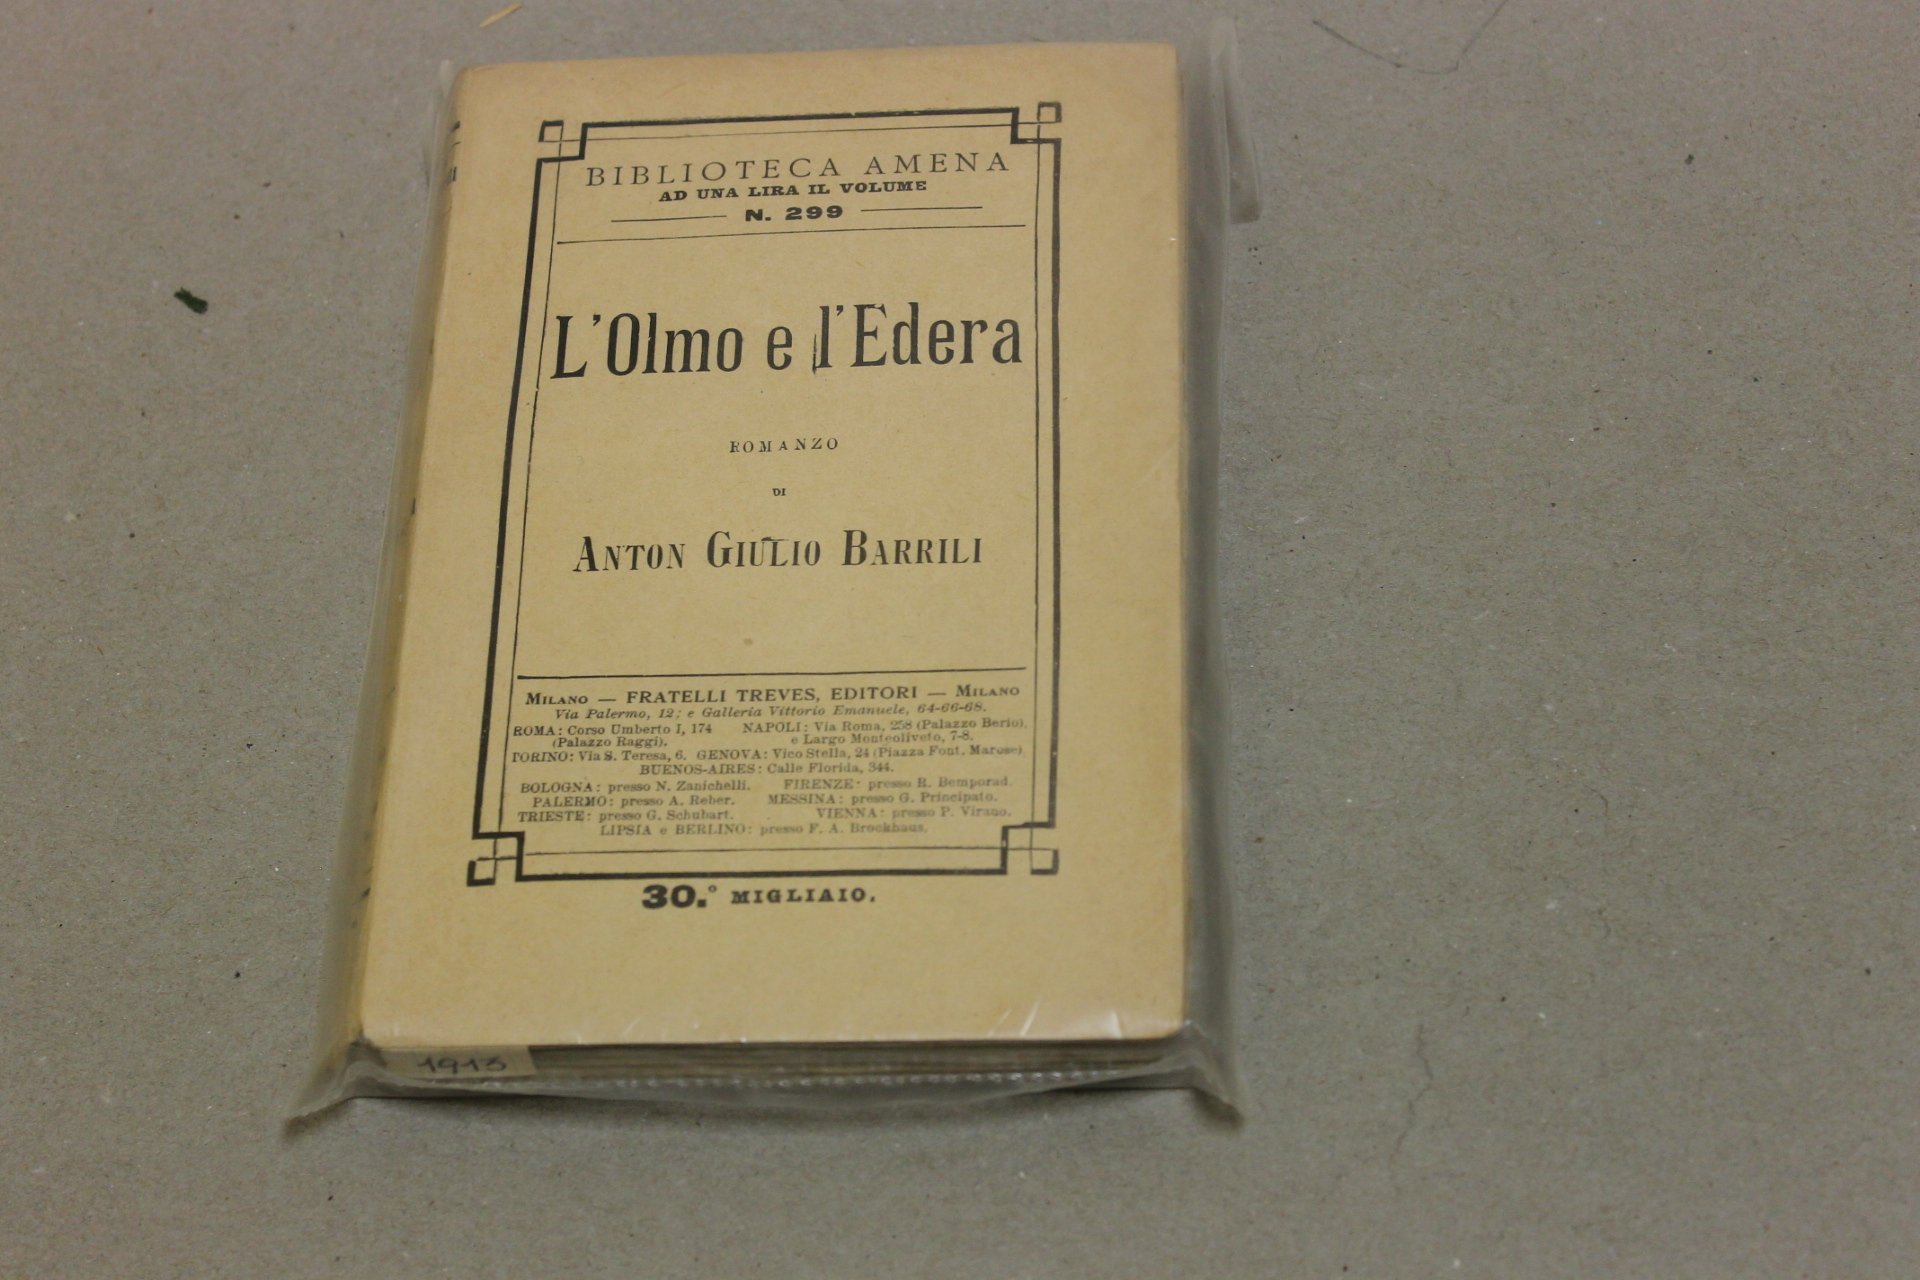 BIBLIOTECA AMENA
AD UNA LIRA IL VOLUME
N. 299
L'Olmo e l'Edera
ROMANZO
DI
ANTON GIULIO BARRILI
MILANO — FRATELLI TREVES, EDITORI — MILANO
Via Palermo, 12; e Galleria Vittorio Emanuele, 64-66-68.
ROMA: Corso Umberto I, 174 NAPOLI: Via Roma, 258 (Palazzo Berio),
(Palazzo Raggi). e Largo Monteoliveto, 7-8.
TORINO: Via S. Teresa, 6. GENOVA: Vico Stella, 24 (Piazza Font. Marose)
BUENOS-AIRES: Calle Florida, 344.
BOLOGNA: presso N. Zanichelli. FIRENZE: presso R. Bemporad.
PALERMO: presso A. Reber. MESSINA: presso G. Principato.
TRIESTE: presso G. Schubart. VIENNA: presso P. Virano.
LIPSIA e BERLINO: presso F. A. Brockhaus.
30.° MIGLIAIO.
1913